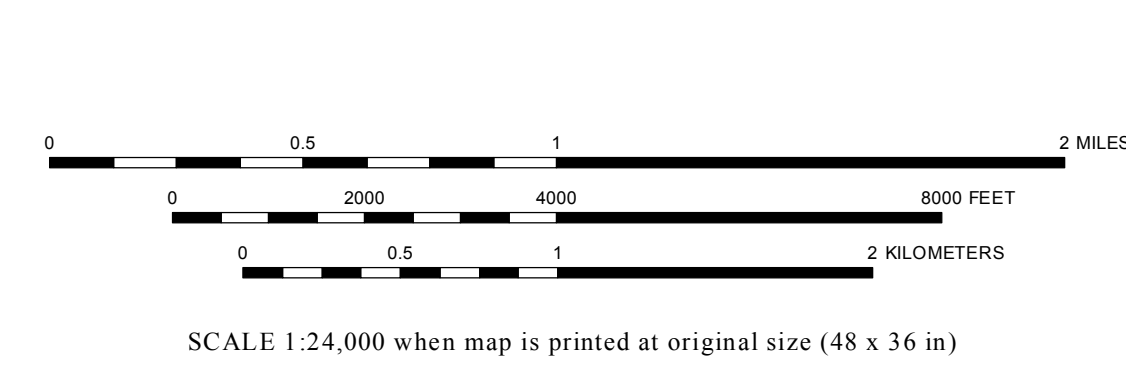 0 0.5 1 2 MILES
0 2000 4000 8000 FEET
0 0.5 1 2 KILOMETERS
SCALE 1:24,000 when map is printed at original size (48 x 36 in)